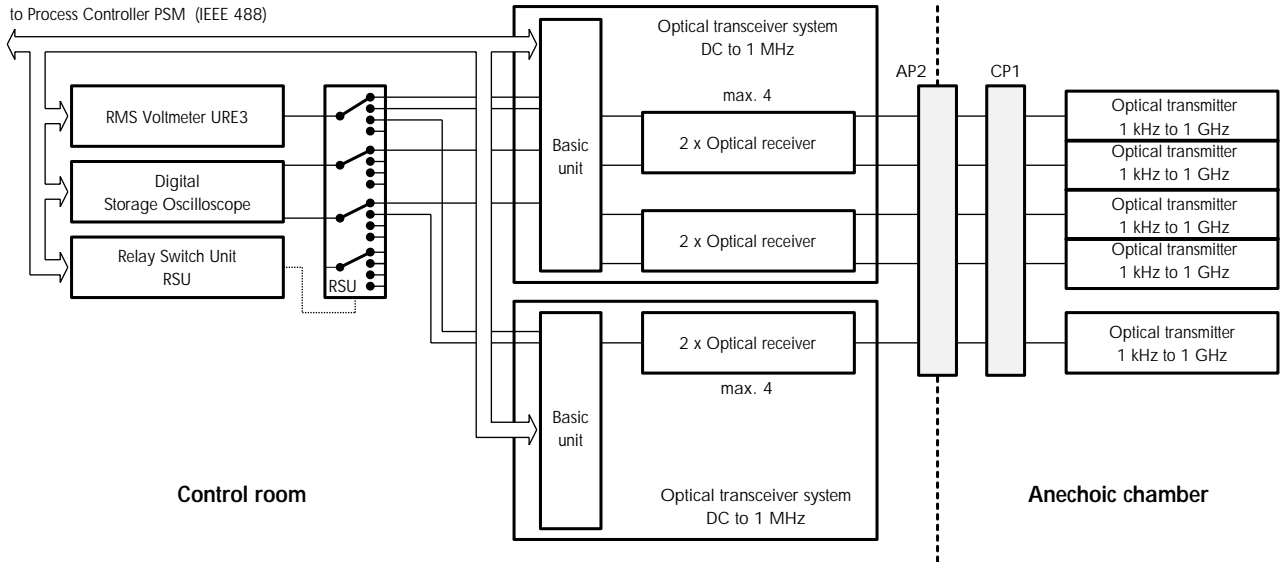 to Process Controller PSM (IEEE 488)
Optical transceiver system
DC to 1 MHz
AP2
CP1
max. 4
RMS Voltmeter URE3
Optical transmitter
1 kHz to 1 GHz
Basic
unit
2 x Optical receiver
Optical transmitter
1 kHz to 1 GHz
Digital
Storage Oscilloscope
Optical transmitter
1 kHz to 1 GHz
2 x Optical receiver
Optical transmitter
1 kHz to 1 GHz
Relay Switch Unit
RSU
RSU
2 x Optical receiver
Optical transmitter
1 kHz to 1 GHz
max. 4
Basic
unit
Control room
Optical transceiver system
DC to 1 MHz
Anechoic chamber